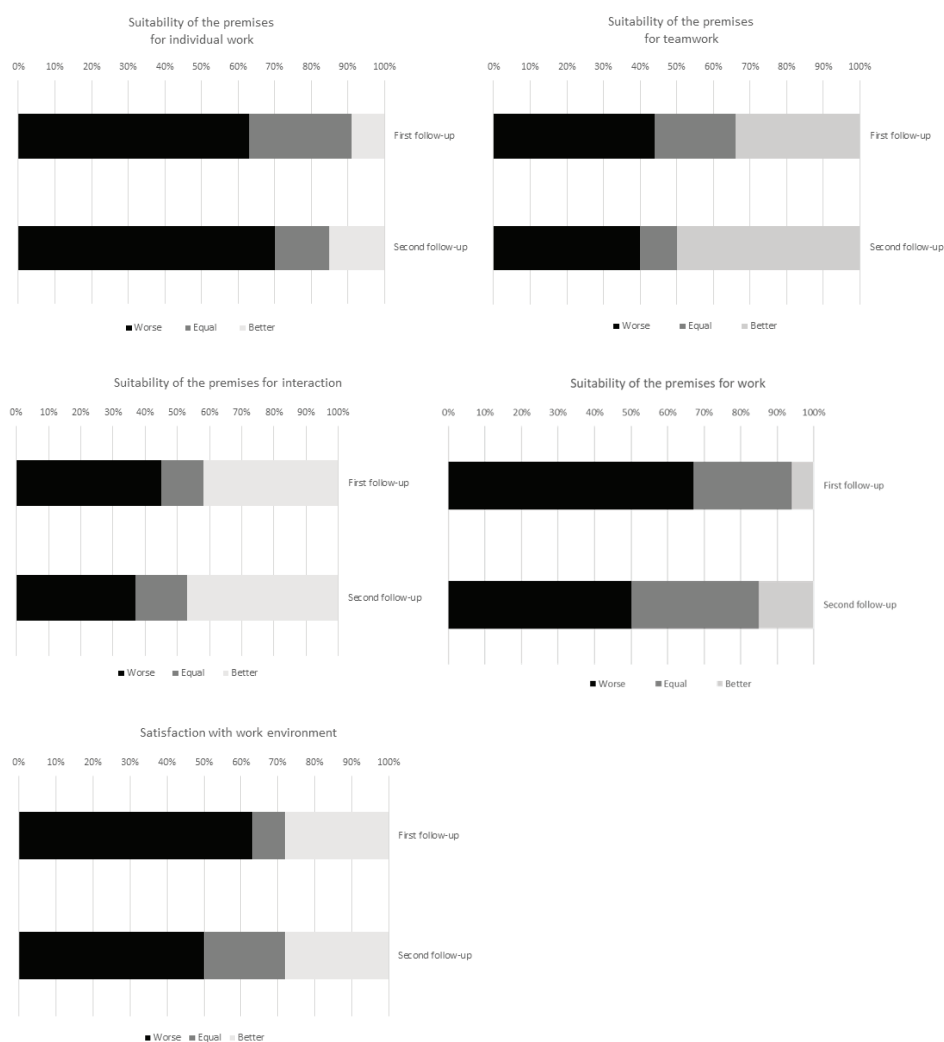 Suitability of the premises
for individual work
0% 10% 20% 30% 40% 50% 60% 70% 80% 90% 100%
First follow-up
Second follow-up
Worse Equal Better
Suitability of the premises
for teamwork
0% 10% 20% 30% 40% 50% 60% 70% 80% 90% 100%
First follow-up
Second follow-up
Worse Equal Better
Suitability of the premises for interaction
0% 10% 20% 30% 40% 50% 60% 70% 80% 90% 100%
First follow-up
Second follow-up
Worse Equal Better
Suitability of the premises for work
0% 10% 20% 30% 40% 50% 60% 70% 80% 90% 100%
First follow-up
Second follow-up
Worse Equal Better
Satisfaction with work environment
0% 10% 20% 30% 40% 50% 60% 70% 80% 90% 100%
First follow-up
Second follow-up
Worse Equal Better